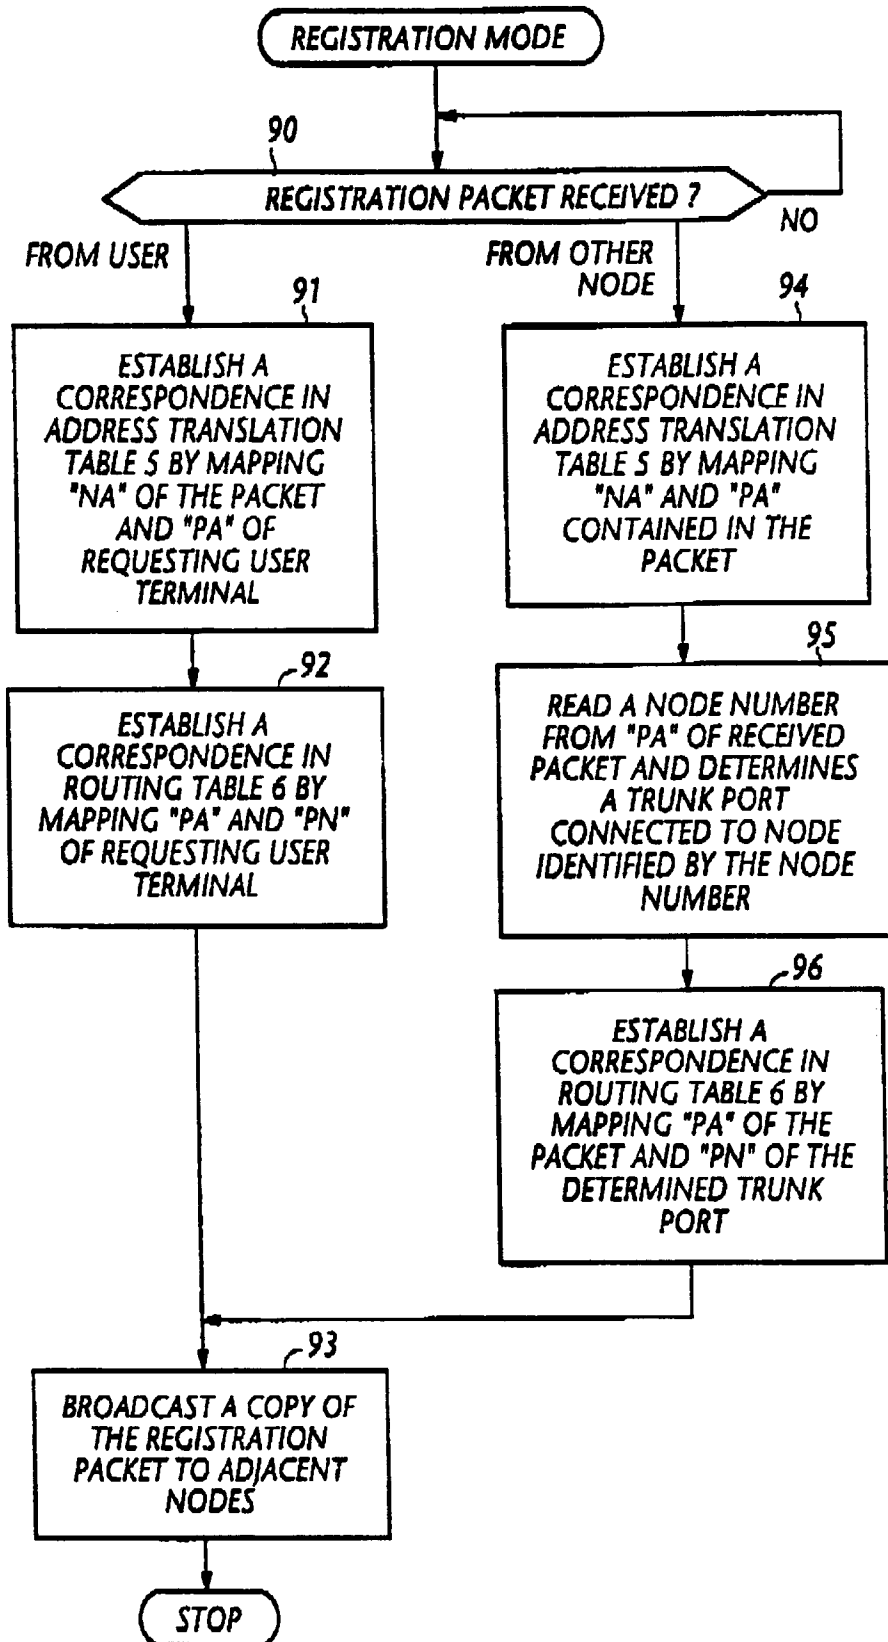 REGISTRATION MODE
90
REGISTRATION PACKET RECEIVED ?
NO
FROM USER
FROM OTHER
NODE
91
ESTABLISH A
CORRESPONDENCE IN
ADDRESS TRANSLATION
TABLE 5 BY MAPPING
"NA" OF THE PACKET
AND "PA" OF
REQUESTING USER
TERMINAL
92
ESTABLISH A
CORRESPONDENCE IN
ROUTING TABLE 6 BY
MAPPING "PA" AND "PN"
OF REQUESTING USER
TERMINAL
94
ESTABLISH A
CORRESPONDENCE IN
ADDRESS TRANSLATION
TABLE 5 BY MAPPING
"NA" AND "PA"
CONTAINED IN THE
PACKET
95
READ A NODE NUMBER
FROM "PA" OF RECEIVED
PACKET AND DETERMINES
A TRUNK PORT
CONNECTED TO NODE
IDENTIFIED BY THE NODE
NUMBER
96
ESTABLISH A
CORRESPONDENCE IN
ROUTING TABLE 6 BY
MAPPING "PA" OF THE
PACKET AND "PN" OF THE
DETERMINED TRUNK
PORT
93
BROADCAST A COPY OF
THE REGISTRATION
PACKET TO ADJACENT
NODES
STOP